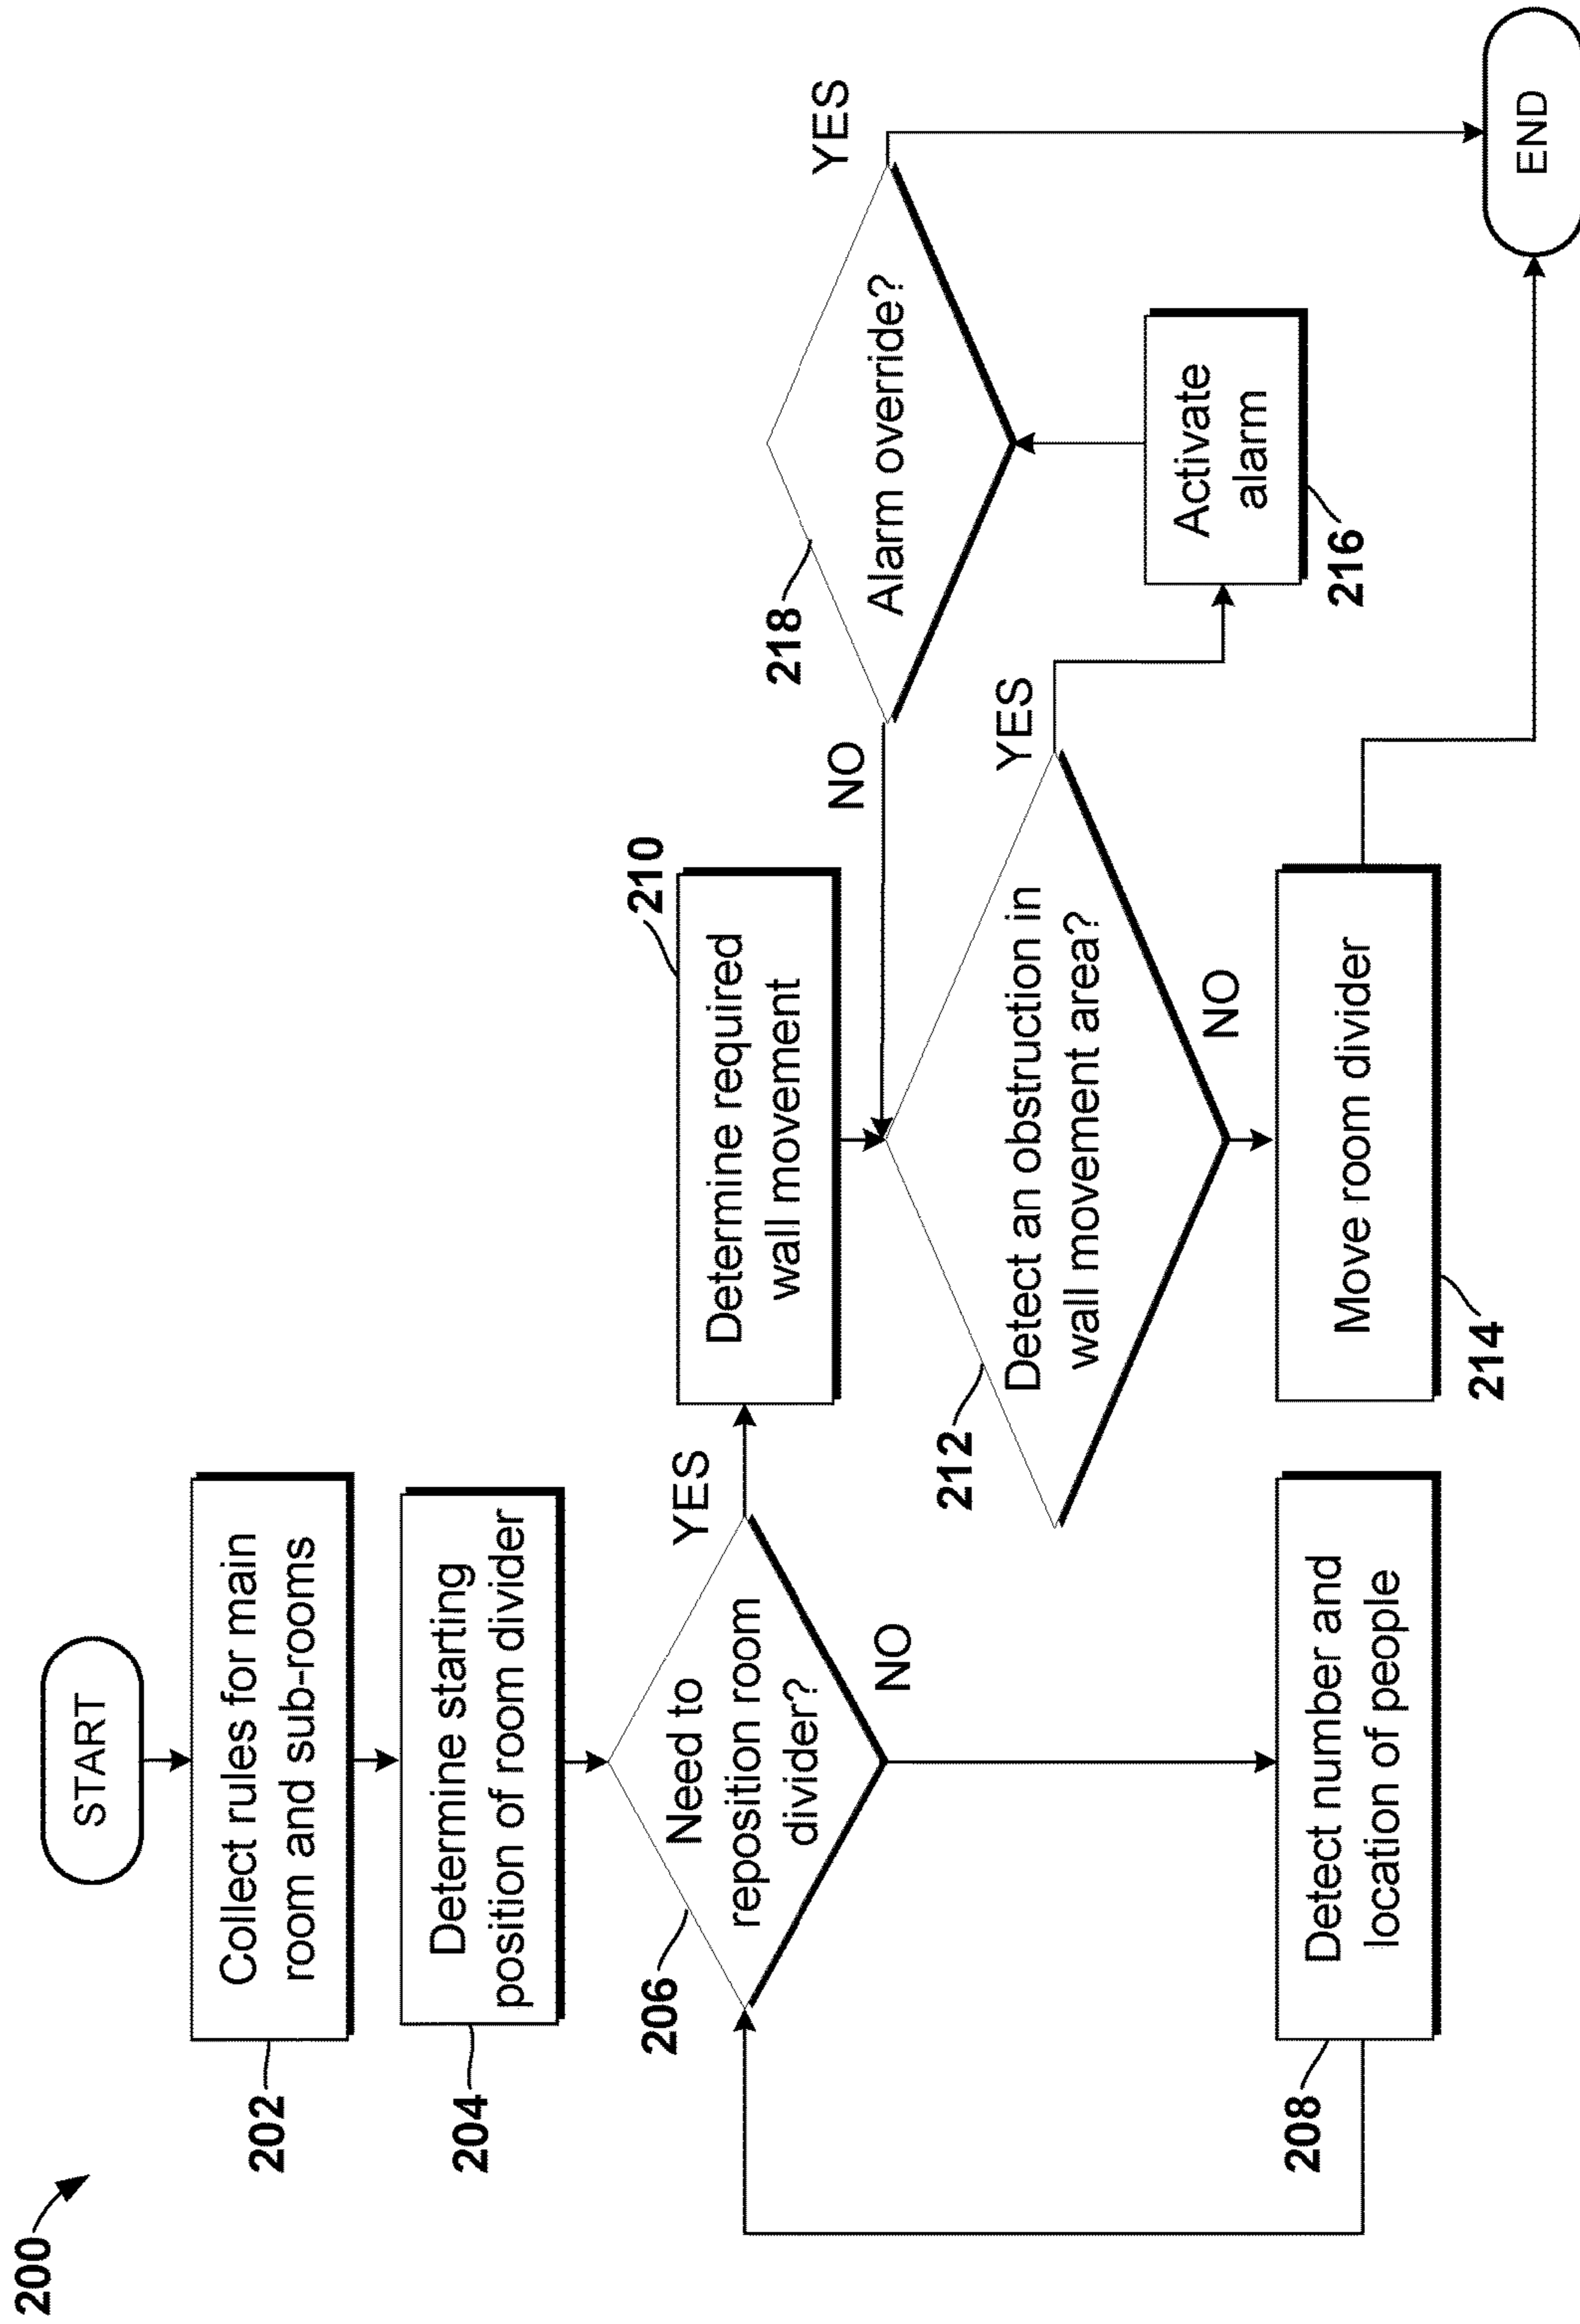 200
START
202
Collect rules for main
room and sub-rooms
204
Determine starting
position of room divider
206
Need to
reposition room
divider?
YES
NO
208
Detect number and
location of people
210
Determine required
wall movement
212
Detect an obstruction in
wall movement area?
YES
NO
214
Move room divider
216
Activate
alarm
218
Alarm override?
NO
YES
END